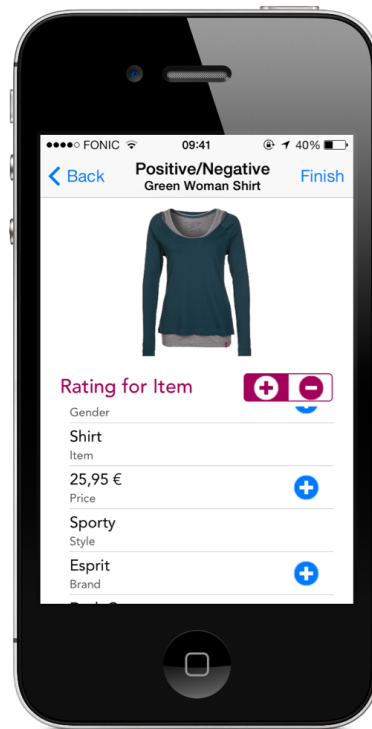 FONIC 09:41 40%
Back Positive/Negative Finish
Green Woman Shirt
Rating for Item
Gender
Shirt
Item
25,95 €
Price
Sporty
Style
Esprit
Brand